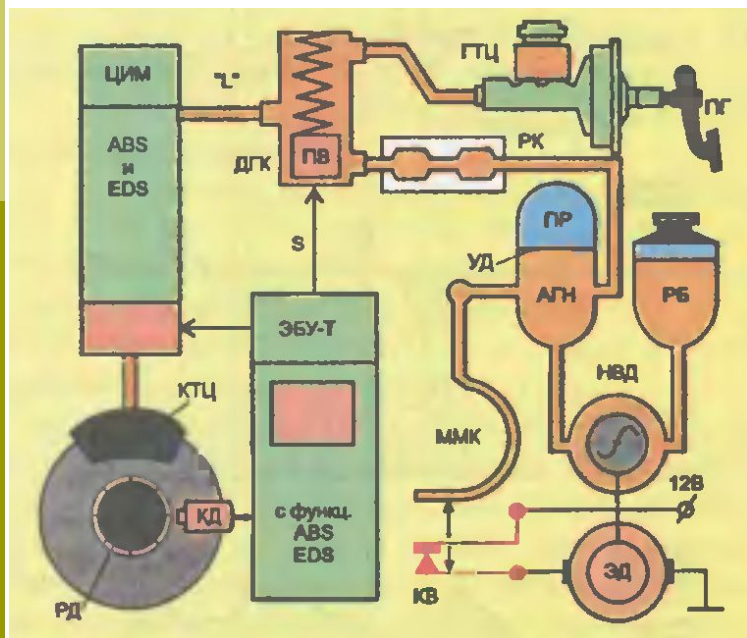 ЦИМ
ABS
и
EDS
"L"
ДГК
ПВ
S
ГТЦ
ПГ
РК
ПР
УД
АГН
РБ
НВД
ММК
12В
ЭД
КВ
ЭБУ-Т
с функц.
ABS
EDS
КТЦ
КД
РД